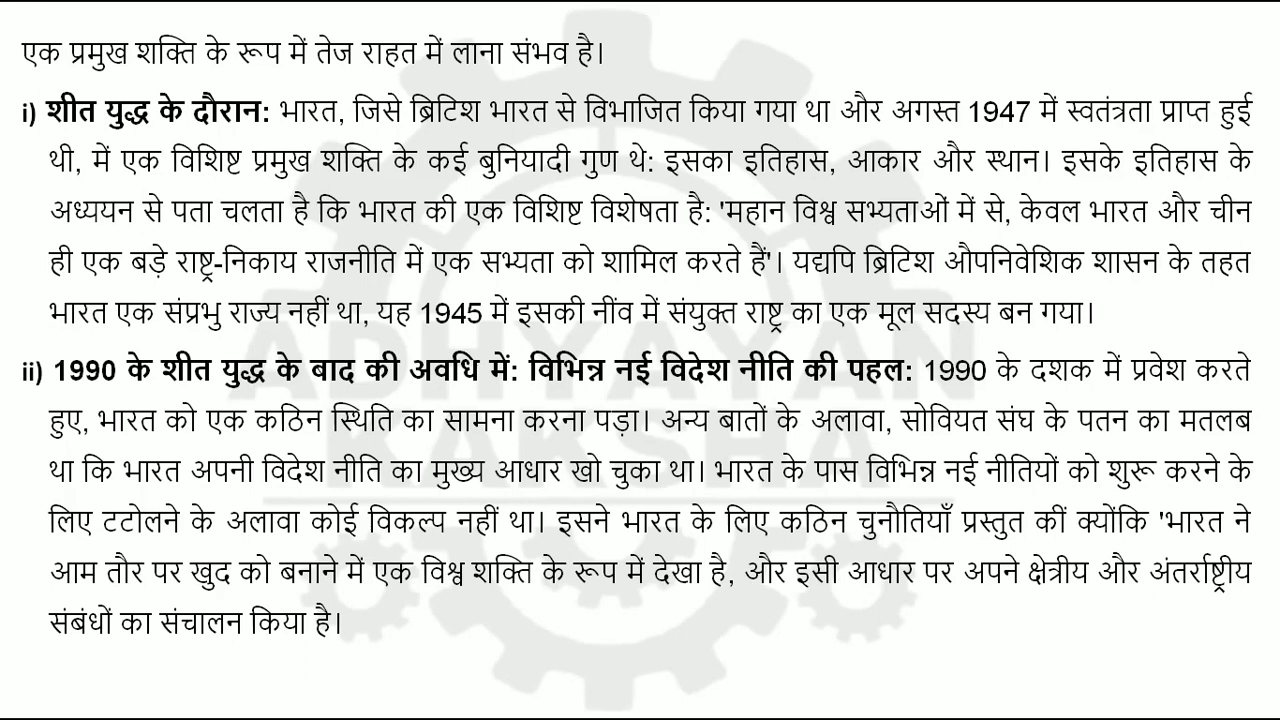 एक प्रमुख शक्ति के रूप में तेज राहत में लाना संभव है।
i) शीत युद्ध के दौरान: भारत, जिसे ब्रिटिश भारत से विभाजित किया गया था और अगस्त 1947 में स्वतंत्रता प्राप्त हुई
थी, में एक विशिष्ट प्रमुख शक्ति के कई बुनियादी गुण थे: इसका इतिहास, आकार और स्थान। इसके इतिहास के
अध्ययन से पता चलता है कि भारत की एक विशिष्ट विशेषता है: 'महान विश्व सभ्यताओं में से, केवल भारत और चीन
ही एक बड़े राष्ट्र-निकाय राजनीति में एक सभ्यता को शामिल करते हैं'। यद्यपि ब्रिटिश औपनिवेशिक शासन के तहत
भारत एक संप्रभु राज्य नहीं था, यह 1945 में इसकी नींव में संयुक्त राष्ट्र का एक मूल सदस्य बन गया।
ii) 1990 के शीत युद्ध के बाद की अवधि में: विभिन्न नई विदेश नीति की पहल: 1990 के दशक में प्रवेश करते
हुए, भारत को एक कठिन स्थिति का सामना करना पड़ा। अन्य बातों के अलावा, सोवियत संघ के पतन का मतलब
था कि भारत अपनी विदेश नीति का मुख्य आधार खो चुका था। भारत के पास विभिन्न नई नीतियों को शुरू करने के
लिए टटोलने के अलावा कोई विकल्प नहीं था। इसने भारत के लिए कठिन चुनौतियाँ प्रस्तुत कीं क्योंकि 'भारत ने
आम तौर पर खुद को बनाने में एक विश्व शक्ति के रूप में देखा है, और इसी आधार पर अपने क्षेत्रीय और अंतर्राष्ट्रीय
संबंधों का संचालन किया है।
ADHYAYAN
KAKSHA